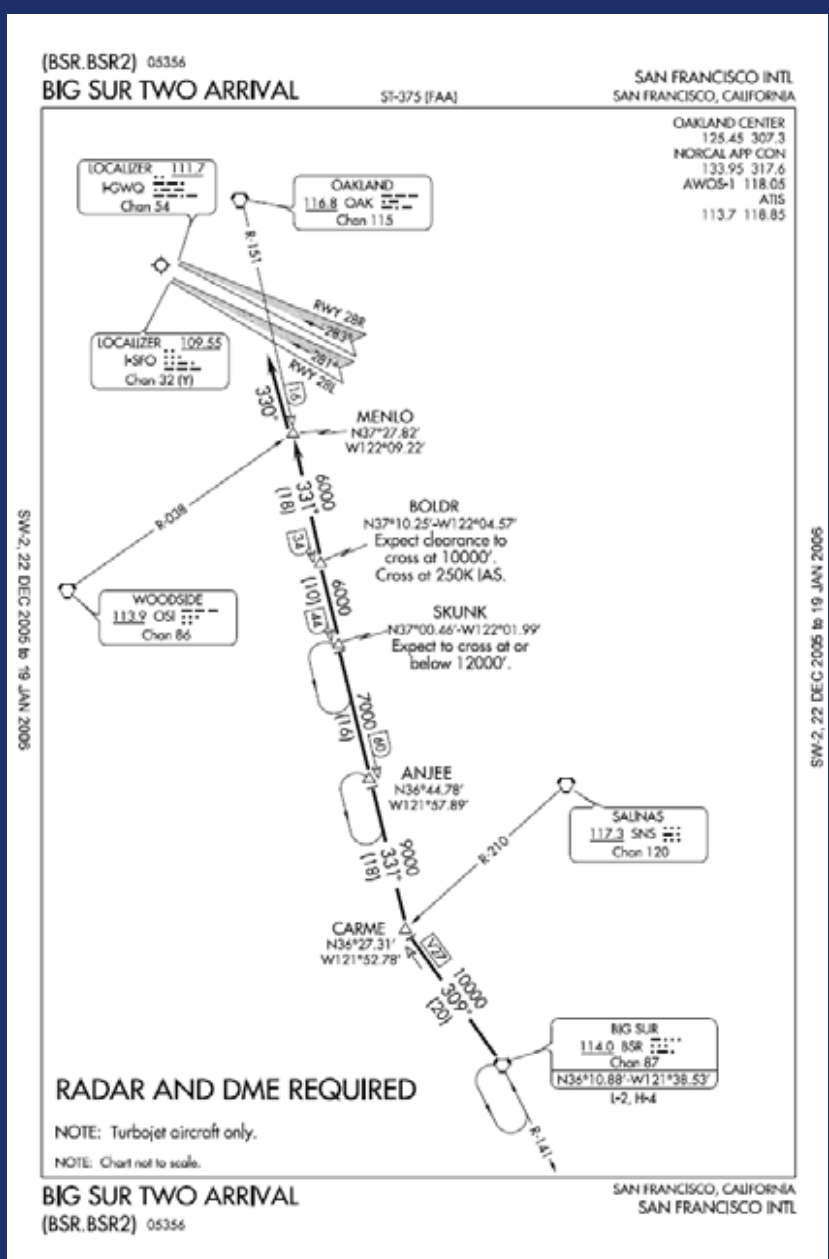 (BSR.BSR2) 05356
BIG SUR TWO ARRIVAL
ST-375 (FAA)
SAN FRANCISCO INTL
SAN FRANCISCO, CALIFORNIA
OAKLAND CENTER
125.45 307.3
NORCAL APP CON
133.95 317.6
AWOS-1 118.05
ATIS
113.7 118.85
LOCALIZER 111.7
I-GWQ
Chan 54
OAKLAND
116.8 OAK
Chan 115
R-151
RWY 28R
283°
281°
RWY 28L
LOCALIZER 109.55
I-SFO
Chan 32 (Y)
330°
16
MENLO
N37°27.82'
W122°09.22'
R-038
6000
331°
(18)
34
BOLDR
N37°10.25'-W122°04.57'
Expect clearance to
cross at 10000'.
Cross at 250K IAS.
WOODSIDE
113.9 OSI
Chan 86
6000
(10)
44
SKUNK
N37°00.46'-W122°01.99'
Expect to cross at or
below 12000'.
7000
(16)
60
ANJEE
N36°44.78'
W121°57.89'
SALINAS
117.3 SNS
Chan 120
R-210
9000
331°
(18)
CARME
N36°27.31'
W121°52.78'
V27
10000
309°
(20)
BIG SUR
114.0 BSR
Chan 87
N36°10.88'-W121°38.53'
L-2, H-4
R-141
RADAR AND DME REQUIRED
NOTE: Turbojet aircraft only.
NOTE: Chart not to scale.
SW-2, 22 DEC 2005 to 19 JAN 2006
SW-2, 22 DEC 2005 to 19 JAN 2006
BIG SUR TWO ARRIVAL
(BSR.BSR2) 05356
SAN FRANCISCO, CALIFORNIA
SAN FRANCISCO INTL